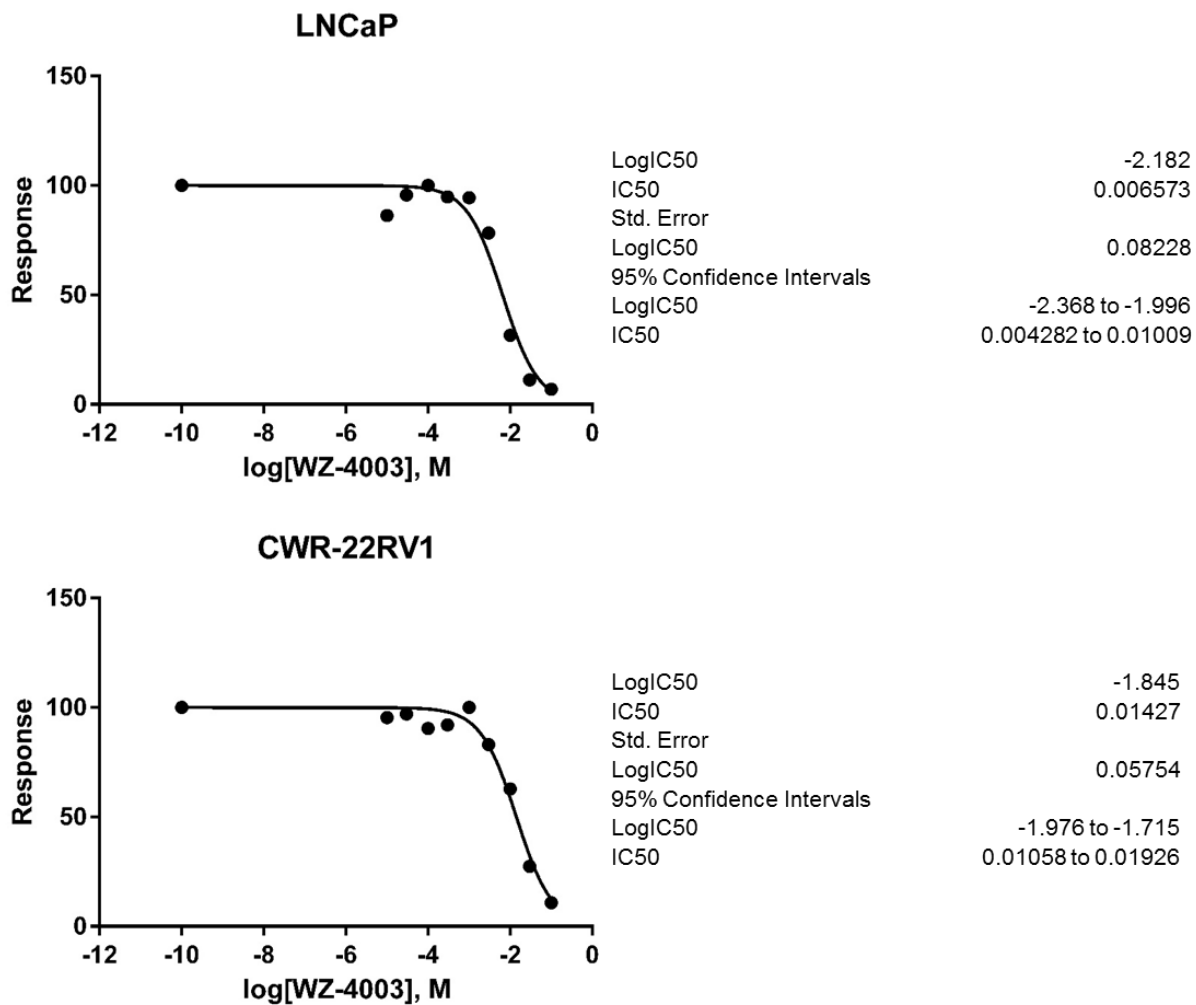 LNCaP
150
100
50
0
Response
-12 -10 -8 -6 -4 -2 0
log[WZ-4003], M
LogIC50 -2.182
IC50 0.006573
Std. Error
LogIC50 0.08228
95% Confidence Intervals
LogIC50 -2.368 to -1.996
IC50 0.004282 to 0.01009
CWR-22RV1
150
100
50
0
Response
-12 -10 -8 -6 -4 -2 0
log[WZ-4003], M
LogIC50 -1.845
IC50 0.01427
Std. Error
LogIC50 0.05754
95% Confidence Intervals
LogIC50 -1.976 to -1.715
IC50 0.01058 to 0.01926